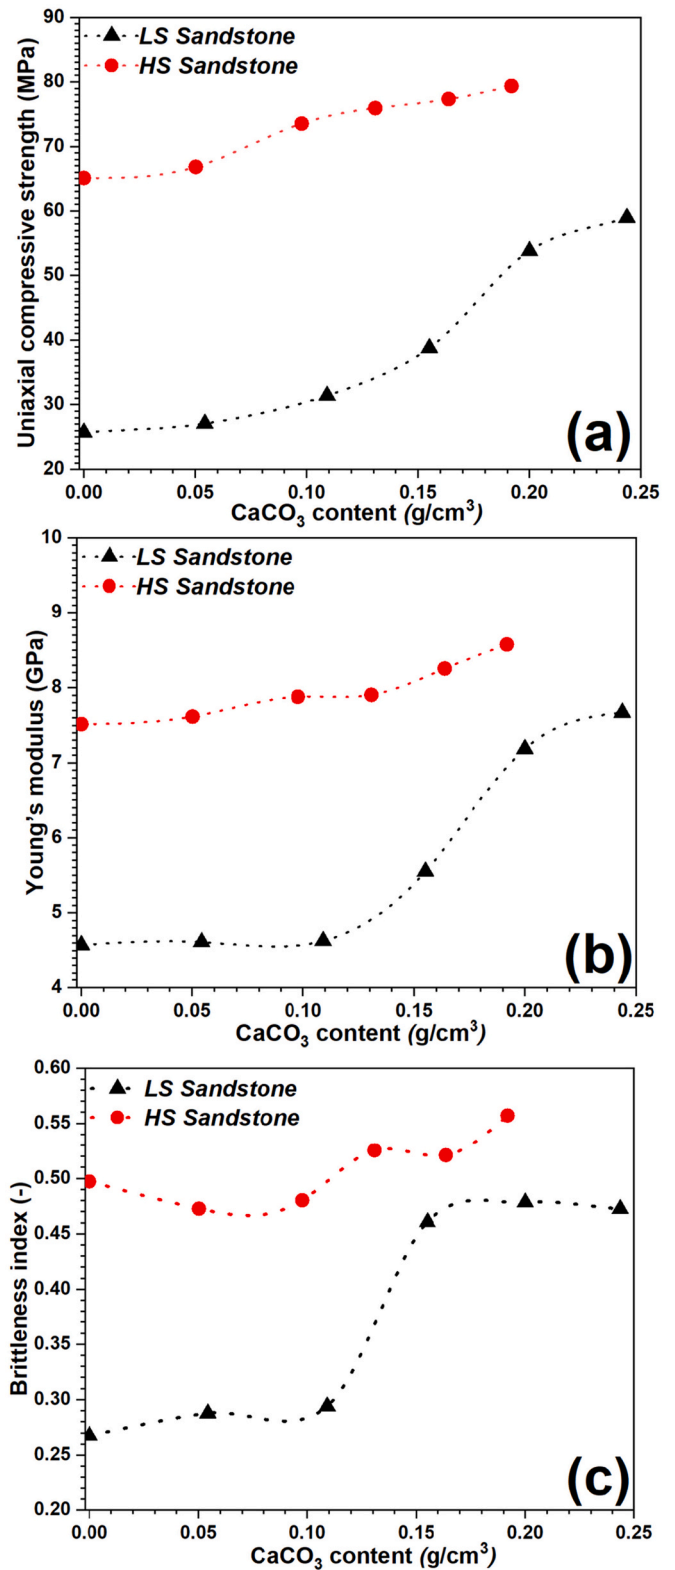 90
80
70
60
50
40
30
20
Uniaxial compressive strength (MPa)
LS Sandstone
HS Sandstone
(a)
0.00 0.05 0.10 0.15 0.20 0.25
CaCO₃ content (g/cm³)
10
9
8
7
6
5
4
Young's modulus (GPa)
LS Sandstone
HS Sandstone
(b)
0.00 0.05 0.10 0.15 0.20 0.25
CaCO₃ content (g/cm³)
0.60
0.55
0.50
0.45
0.40
0.35
0.30
0.25
0.20
Brittleness index (-)
LS Sandstone
HS Sandstone
(c)
0.00 0.05 0.10 0.15 0.20 0.25
CaCO₃ content (g/cm³)